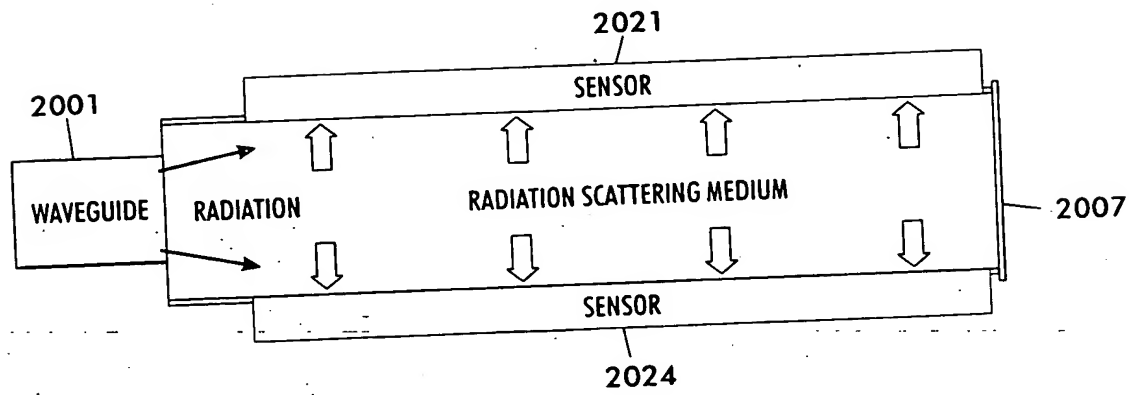 2021
SENSOR
2001
WAVEGUIDE
RADIATION
RADIATION SCATTERING MEDIUM
2007
SENSOR
2024